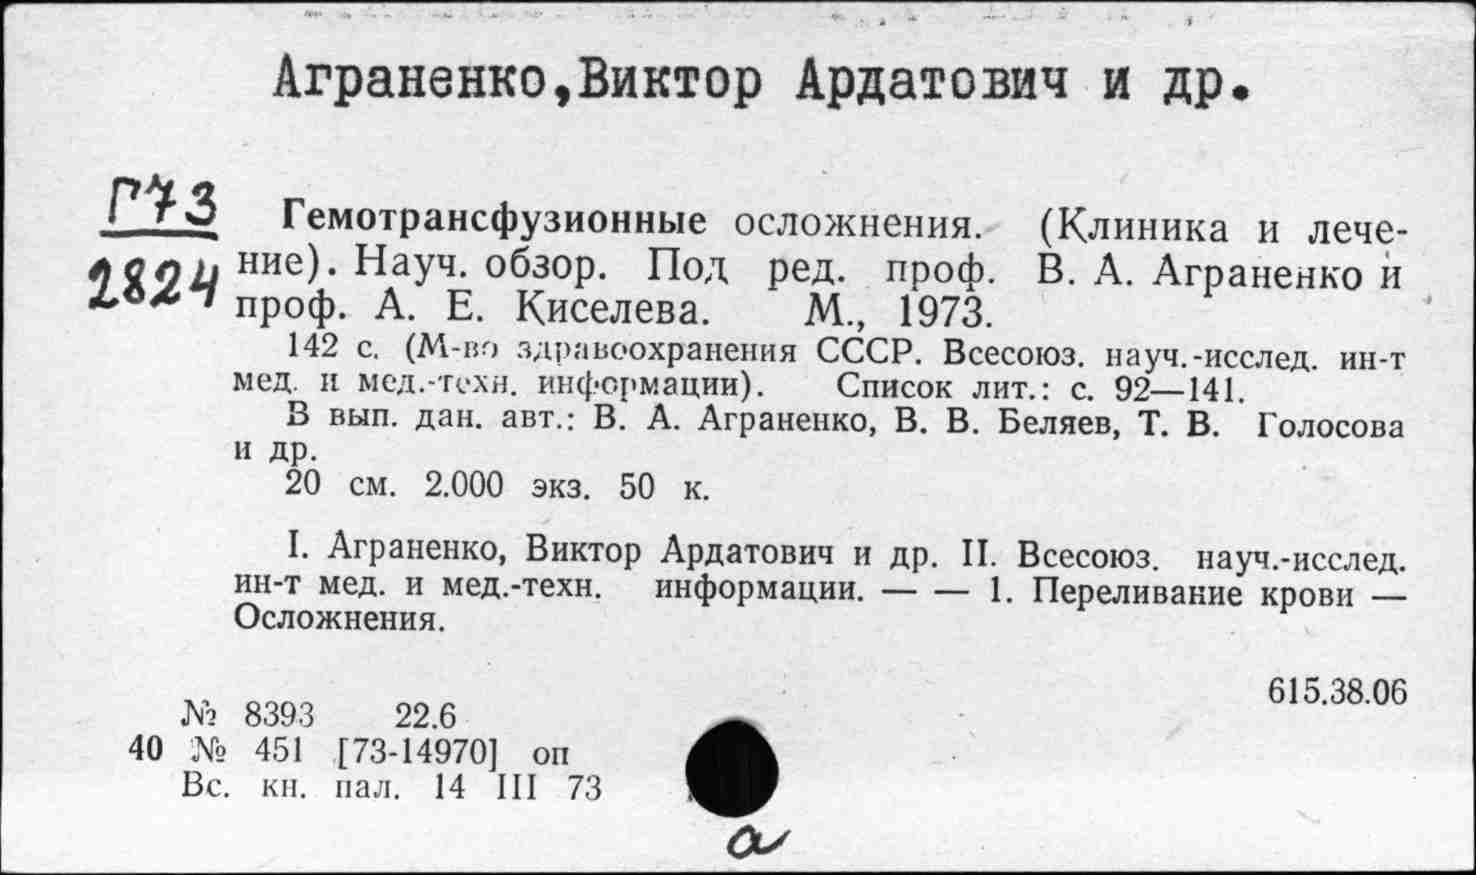 Аграненко,Виктор Ардатович и др.
Г73
2824
Гемотрансфузионные осложнения. (Клиника и лече-
ние). Науч. обзор. Под ред. проф. В. А. Аграненко и
проф. А. Е. Киселева. М., 1973.
142 с. (М-во здравоохранения СССР. Всесоюз. науч.-исслед. ин-т
мед. и мед.-техн. информации). Список лит.: с. 92—141.
В вып. дан. авт.: В. А. Аграненко, В. В. Беляев, Т. В. Голосова
и др.
20 см. 2.000 экз. 50 к.
I. Аграненко, Виктор Ардатович и др. II. Всесоюз. науч.-исслед.
ин-т мед. и мед.-техн. информации. — — 1. Переливание крови —
Осложнения.
615.38.06
№ 8393 22.6
40 № 451 [73-14970] оп
Вс. кн. пал. 14 III 73